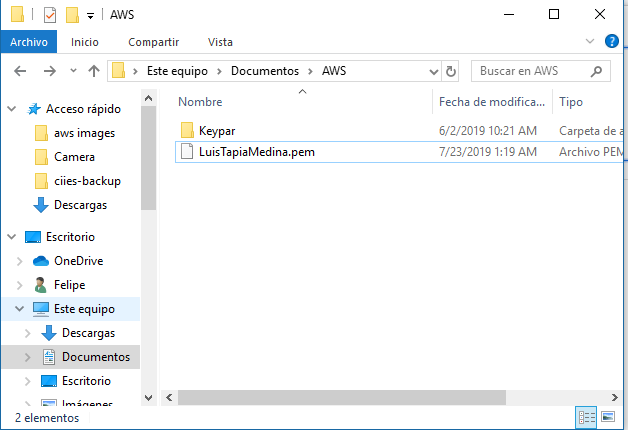 AWS
Archivo Inicio Compartir Vista
Este equipo Documentos AWS Buscar en AWS
Nombre Fecha de modifica... Tipo
Acceso rápido
aws images
Camera
ciies-backup
Descargas
Escritorio
OneDrive
Felipe
Este equipo
Descargas
Documentos
Escritorio
Imágenes
Keypar 6/2/2019 10:21 AM Carpeta de a
LuisTapiaMedina.pem 7/23/2019 1:19 AM Archivo PEM
2 elementos